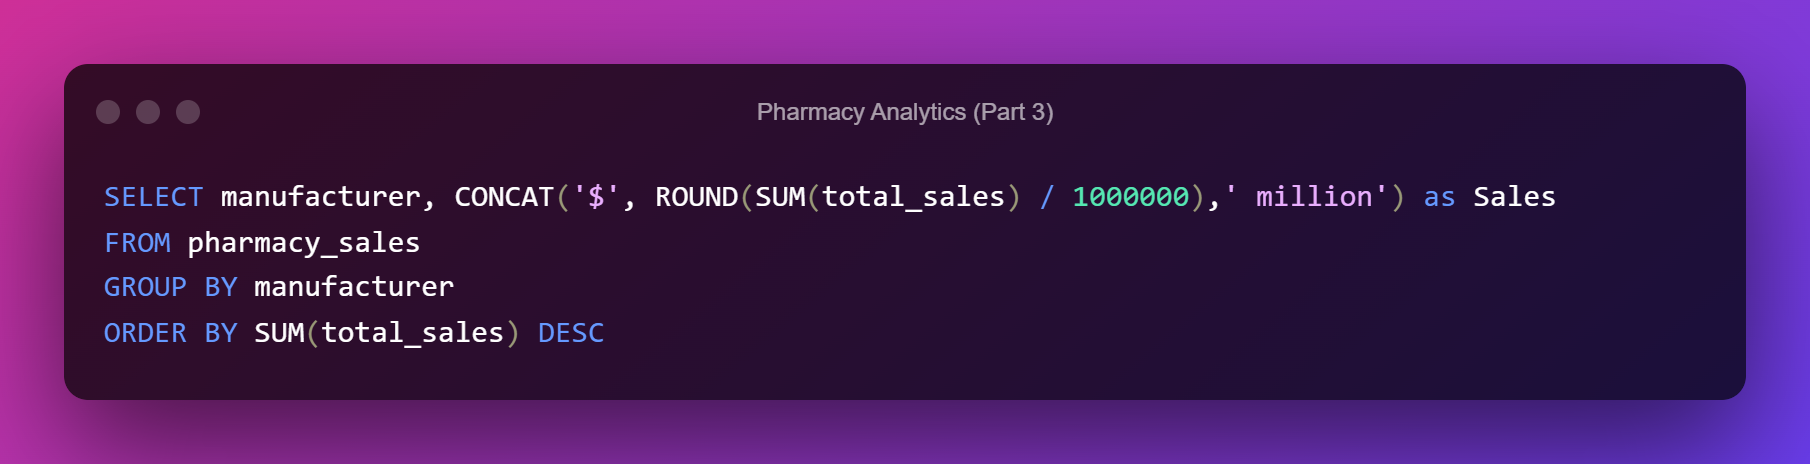 Pharmacy Analytics (Part 3)
SELECT manufacturer, CONCAT('$', ROUND(SUM(total_sales) / 1000000),' million') as Sales
FROM pharmacy_sales
GROUP BY manufacturer
ORDER BY SUM(total_sales) DESC